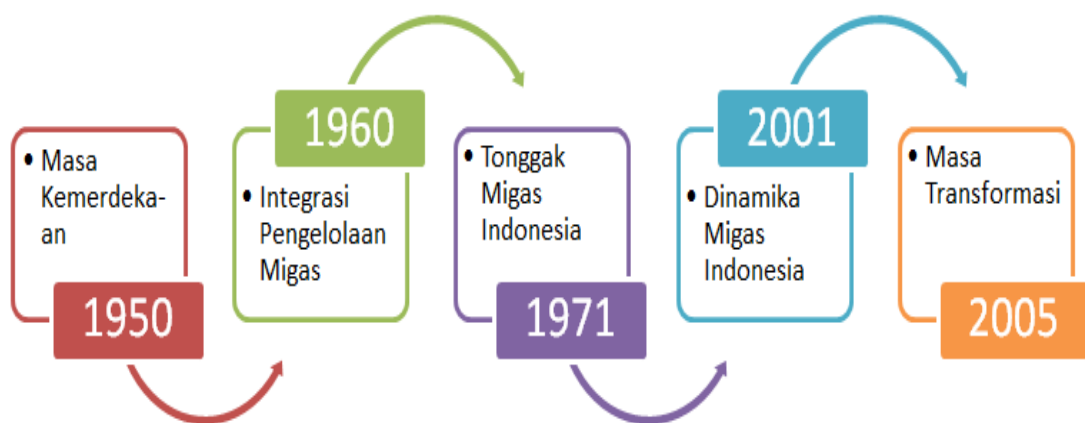 • Masa
Kemerdeka-
an
1950
1960
• Integrasi
Pengelolaan
Migas
• Tonggak
Migas
Indonesia
1971
2001
• Dinamika
Migas
Indonesia
• Masa
Transformasi
2005